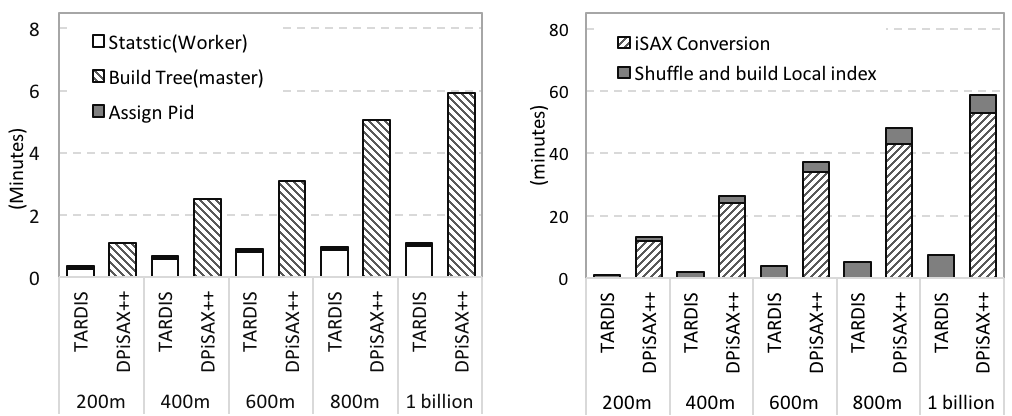 8
6
4
2
0
(Minutes)
Statstic(Worker)
Build Tree(master)
Assign Pid
TARDIS
DPiSAX++
TARDIS
DPiSAX++
TARDIS
DPiSAX++
TARDIS
DPiSAX++
TARDIS
DPiSAX++
200m 400m 600m 800m 1 billion
80
60
40
20
0
(minutes)
iSAX Conversion
Shuffle and build Local index
TARDIS
DPiSAX++
TARDIS
DPiSAX++
TARDIS
DPiSAX++
TARDIS
DPiSAX++
TARDIS
DPiSAX++
200m 400m 600m 800m 1 billion